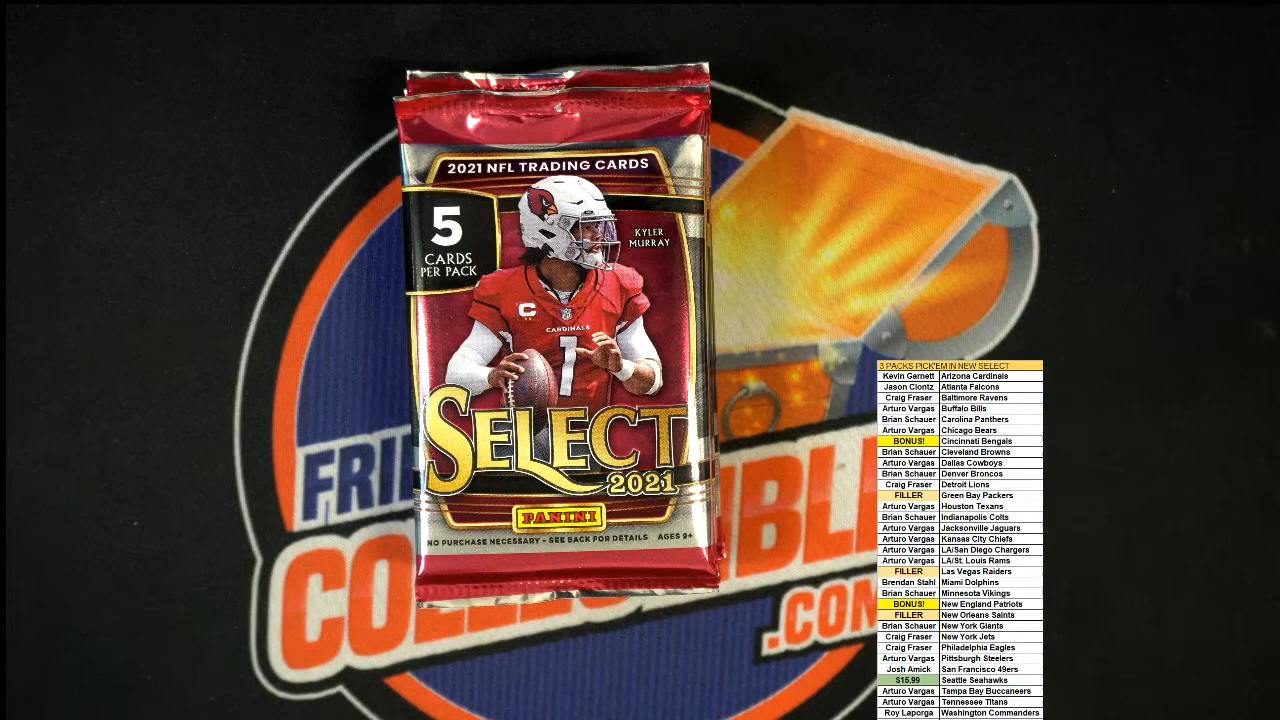 2021 NFL TRADING CARDS
5
CARDS
PER PACK
KYLER
MURRAY
C
CARDINALS
1
SELECT
2021
PANINI
NO PURCHASE NECESSARY - SEE BACK FOR DETAILS AGES 9+
.COM
3 PACKS PICK'EM IN NEW SELECT
Kevin Garnett Arizona Cardinals
Jason Clontz Atlanta Falcons
Craig Fraser Baltimore Ravens
Arturo Vargas Buffalo Bills
Brian Schauer Carolina Panthers
Arturo Vargas Chicago Bears
BONUS! Cincinnati Bengals
Brian Schauer Cleveland Browns
Arturo Vargas Dallas Cowboys
Brian Schauer Denver Broncos
Craig Fraser Detroit Lions
FILLER Green Bay Packers
Arturo Vargas Houston Texans
Brian Schauer Indianapolis Colts
Arturo Vargas Jacksonville Jaguars
Arturo Vargas Kansas City Chiefs
Arturo Vargas LA/San Diego Chargers
Arturo Vargas LA/St. Louis Rams
FILLER Las Vegas Raiders
Brendan Stahl Miami Dolphins
Brian Schauer Minnesota Vikings
BONUS! New England Patriots
FILLER New Orleans Saints
Brian Schauer New York Giants
Craig Fraser New York Jets
Craig Fraser Philadelphia Eagles
Arturo Vargas Pittsburgh Steelers
Josh Amick San Francisco 49ers
$15.99 Seattle Seahawks
Arturo Vargas Tampa Bay Buccaneers
Arturo Vargas Tennessee Titans
Roy Laporga Washington Commanders